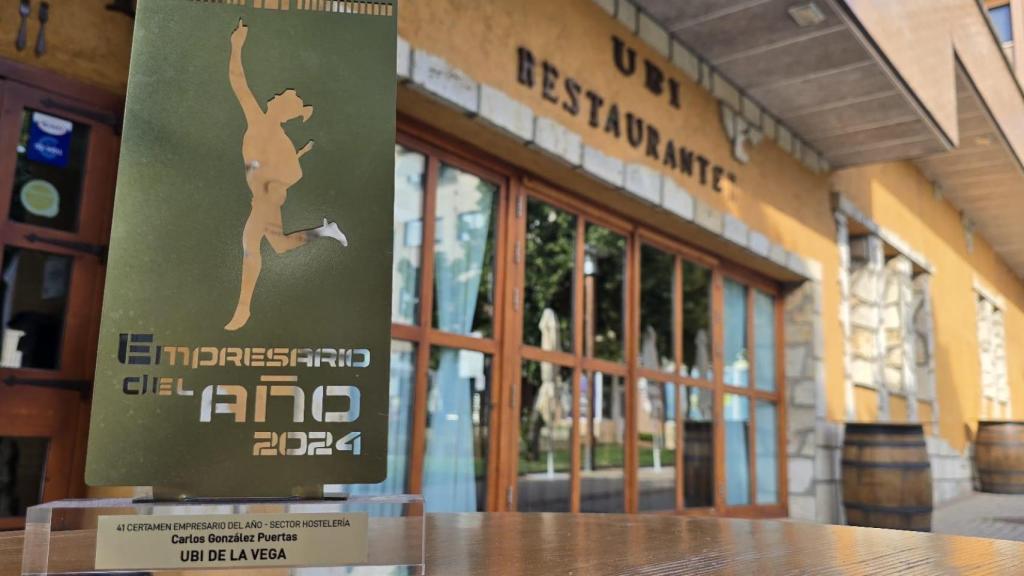 UBI
RESTAURANTE
EMPRESARIO
DEL AÑO
2024
41 CERTAMEN EMPRESARIO DEL AÑO - SECTOR HOSTELERÍA
Carlos González Puertas
UBI DE LA VEGA